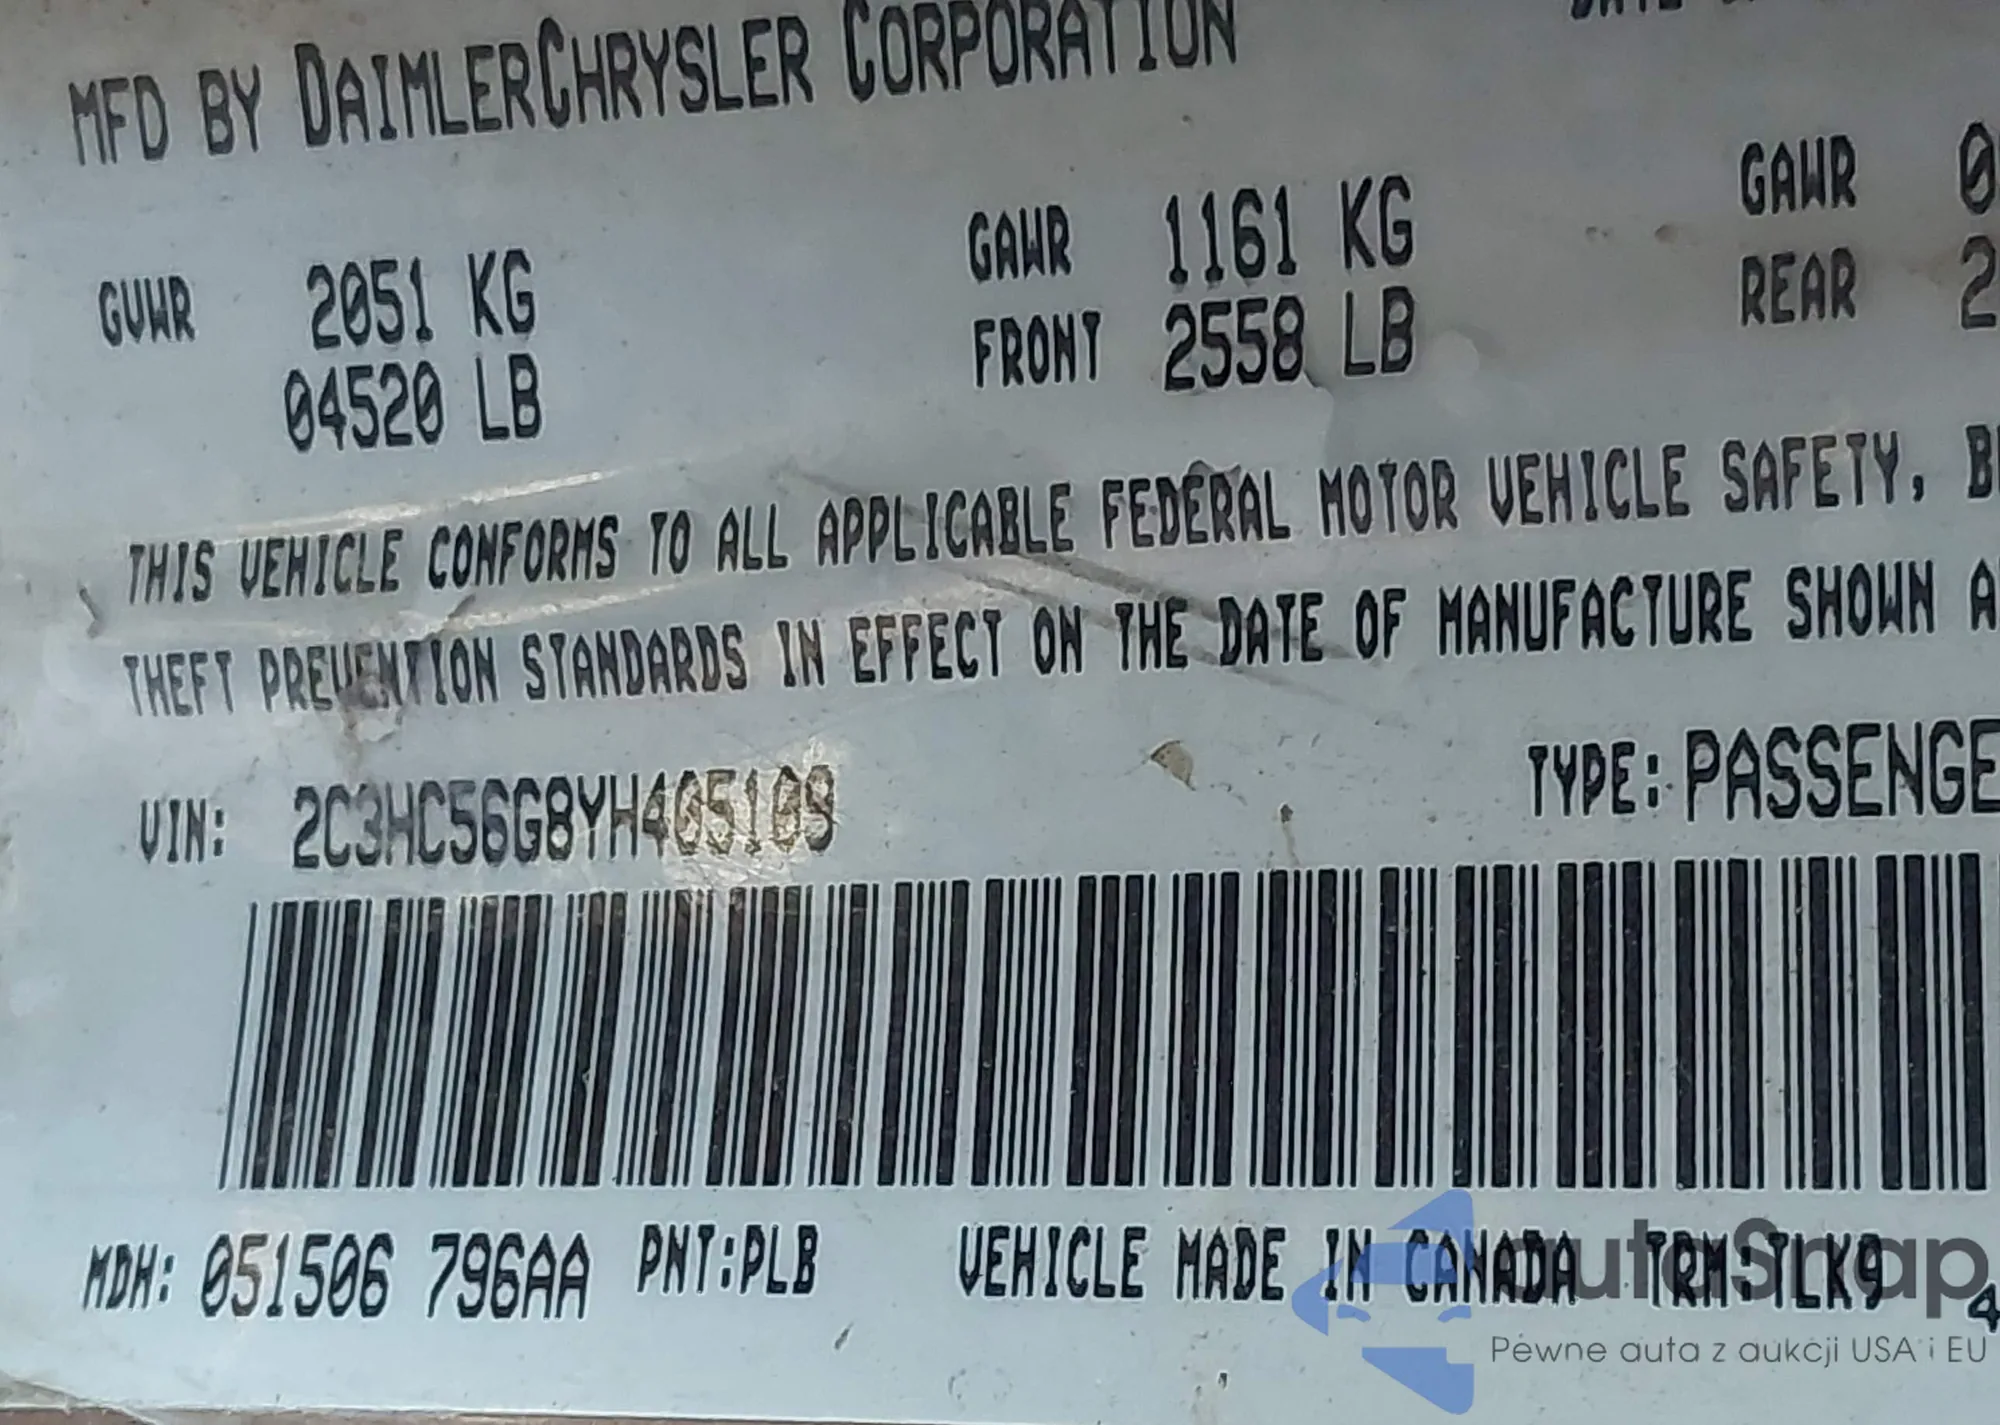 MFD BY DAIMLERCHRYSLER CORPORATION
GVWR 2051 KG
04520 LB
GAWR 1161 KG
FRONT 2558 LB
GAWR
REAR
THIS VEHICLE CONFORMS TO ALL APPLICABLE FEDERAL MOTOR VEHICLE SAFETY,
THEFT PREVENTION STANDARDS IN EFFECT ON THE DATE OF MANUFACTURE SHOWN
VIN: 2C3HC56G8YH405109
TYPE: PASSENGE
MDH: 051506 796AA PNT:PLB VEHICLE MADE IN CANADA TRM:TLK9 4
autoSnap
Pewne auta z aukcji USA i EU